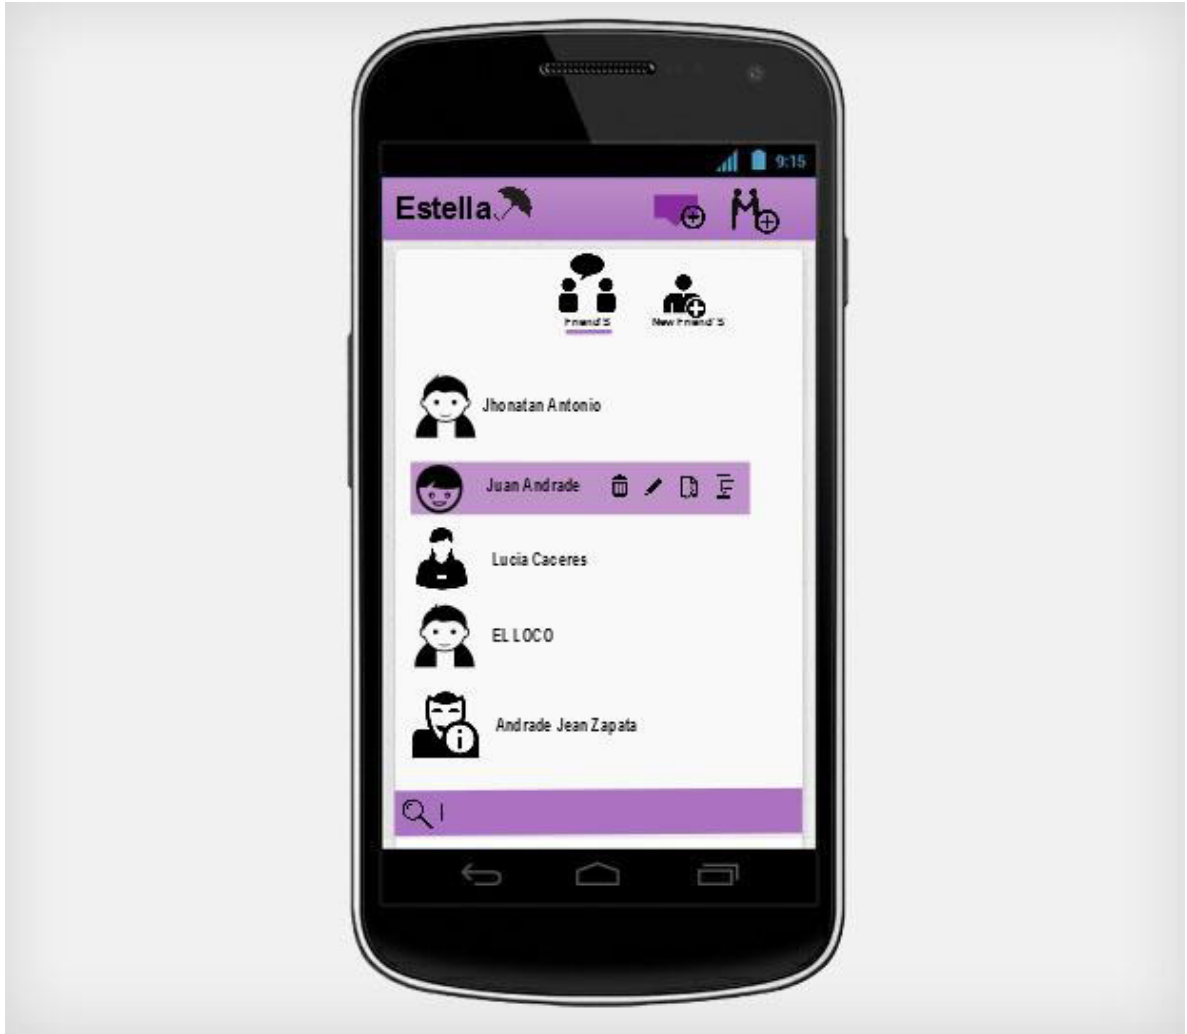 9:15
Estella
Friend'S
New Friend'S
Jhonatan Antonio
Juan Andrade
Lucia Caceres
EL LOCO
Andrade Jean Zapata